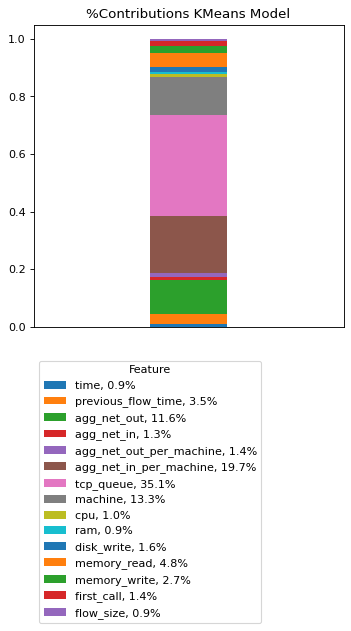 %Contributions KMeans Model
1.0
0.8
0.6
0.4
0.2
0.0
Feature
time, 0.9%
previous_flow_time, 3.5%
agg_net_out, 11.6%
agg_net_in, 1.3%
agg_net_out_per_machine, 1.4%
agg_net_in_per_machine, 19.7%
tcp_queue, 35.1%
machine, 13.3%
cpu, 1.0%
ram, 0.9%
disk_write, 1.6%
memory_read, 4.8%
memory_write, 2.7%
first_call, 1.4%
flow_size, 0.9%